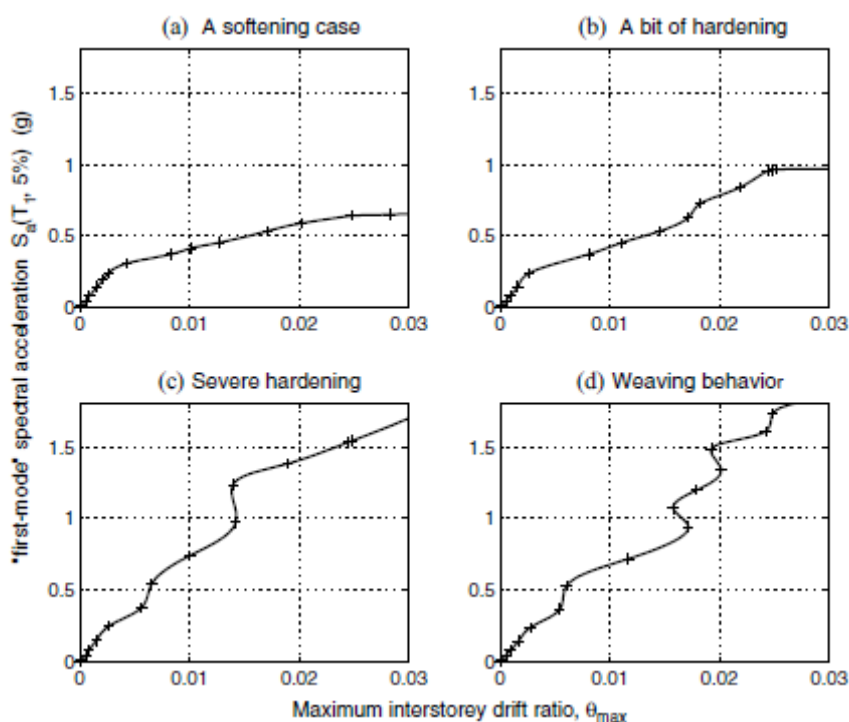 (a) A softening case
(b) A bit of hardening
1.5
1
0.5
0
0 0.01 0.02 0.03
1.5
1
0.5
0
0 0.01 0.02 0.03
(c) Severe hardening
(d) Weaving behavior
1.5
1
0.5
0
0 0.01 0.02 0.03
1.5
1
0.5
0
0 0.01 0.02 0.03
"first-mode" spectral acceleration Sa(T1, 5%) (g)
Maximum interstorey drift ratio, θmax